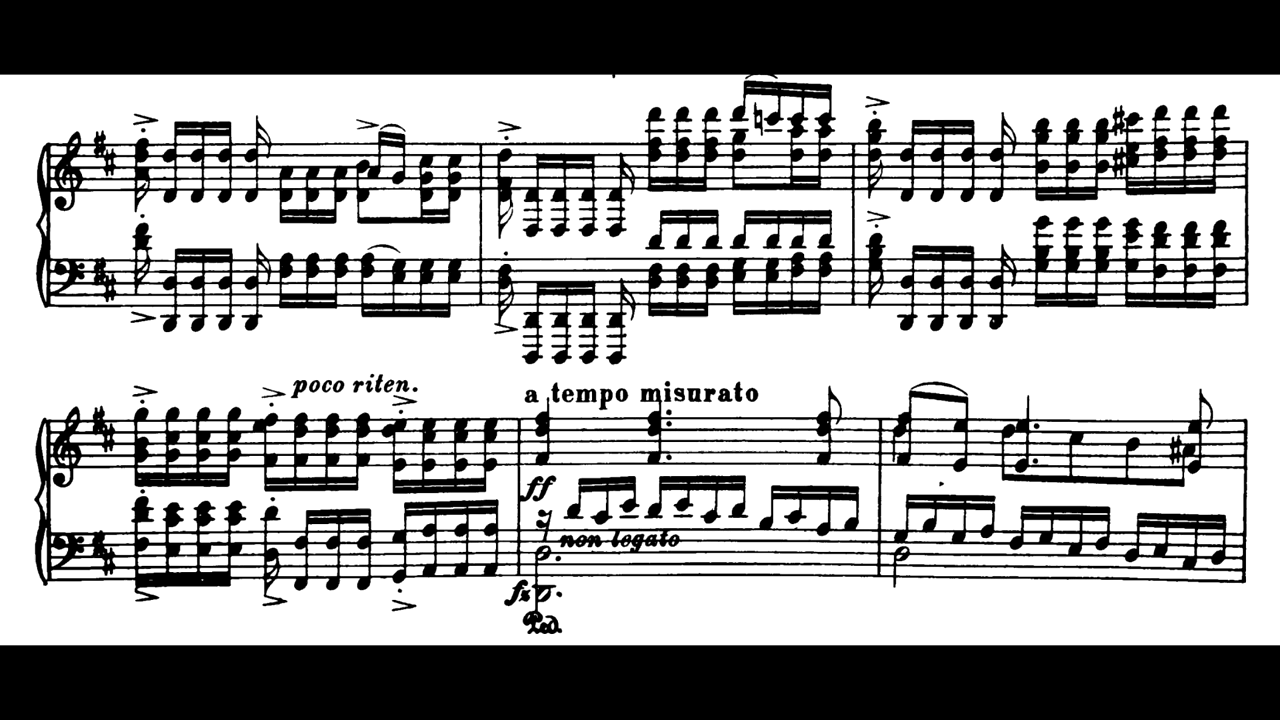 poco riten.
a tempo misurato
ff
non legato
fz
Ped.